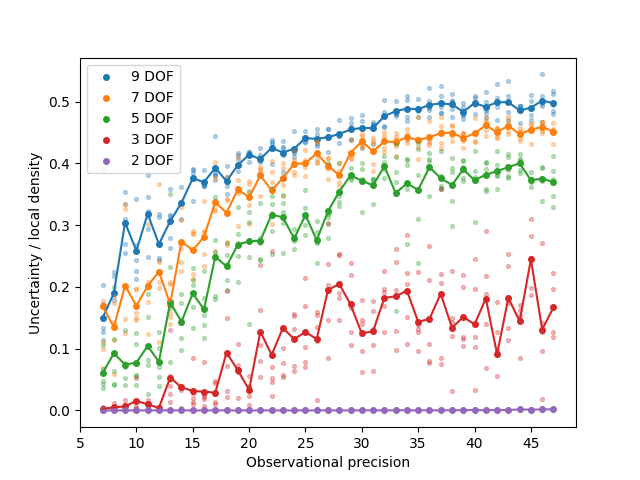 9 DOF
7 DOF
5 DOF
3 DOF
2 DOF
Uncertainty / local density
0.5
0.4
0.3
0.2
0.1
0.0
5 10 15 20 25 30 35 40 45
Observational precision